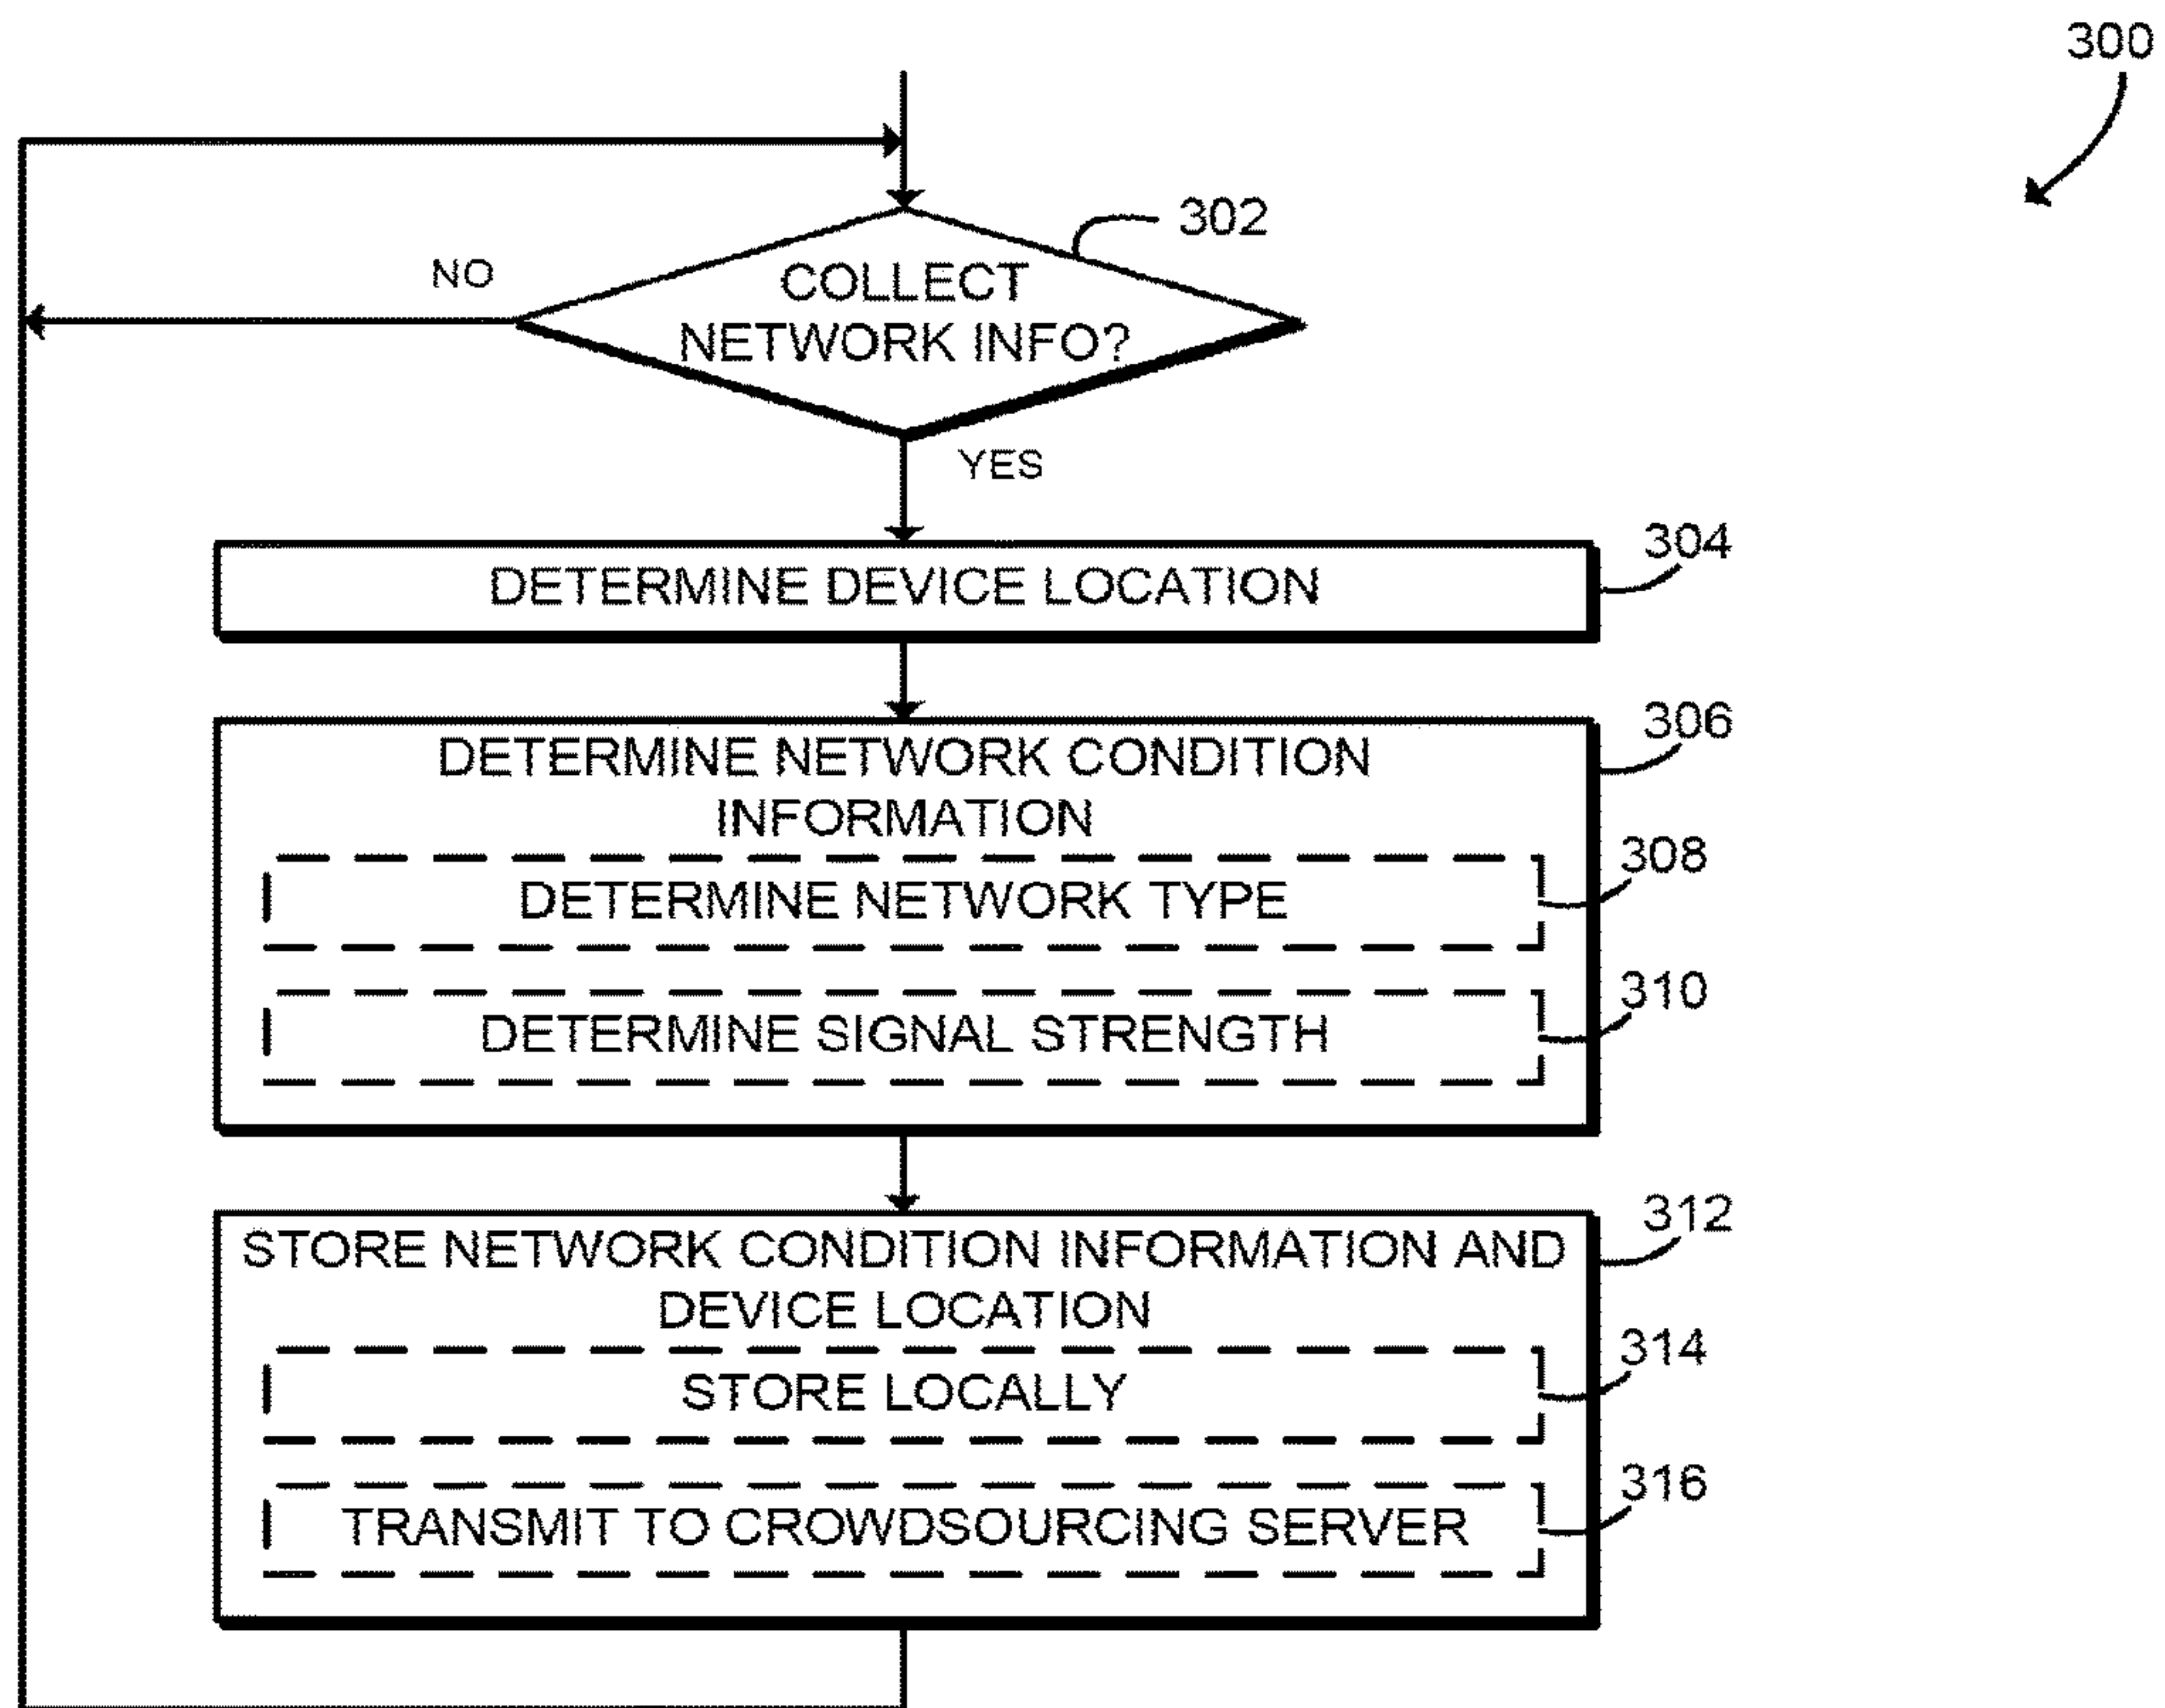 300
302
COLLECT
NETWORK INFO?
NO
YES
304
DETERMINE DEVICE LOCATION
306
DETERMINE NETWORK CONDITION
INFORMATION
308
DETERMINE NETWORK TYPE
310
DETERMINE SIGNAL STRENGTH
312
STORE NETWORK CONDITION INFORMATION AND
DEVICE LOCATION
314
STORE LOCALLY
316
TRANSMIT TO CROWDSOURCING SERVER